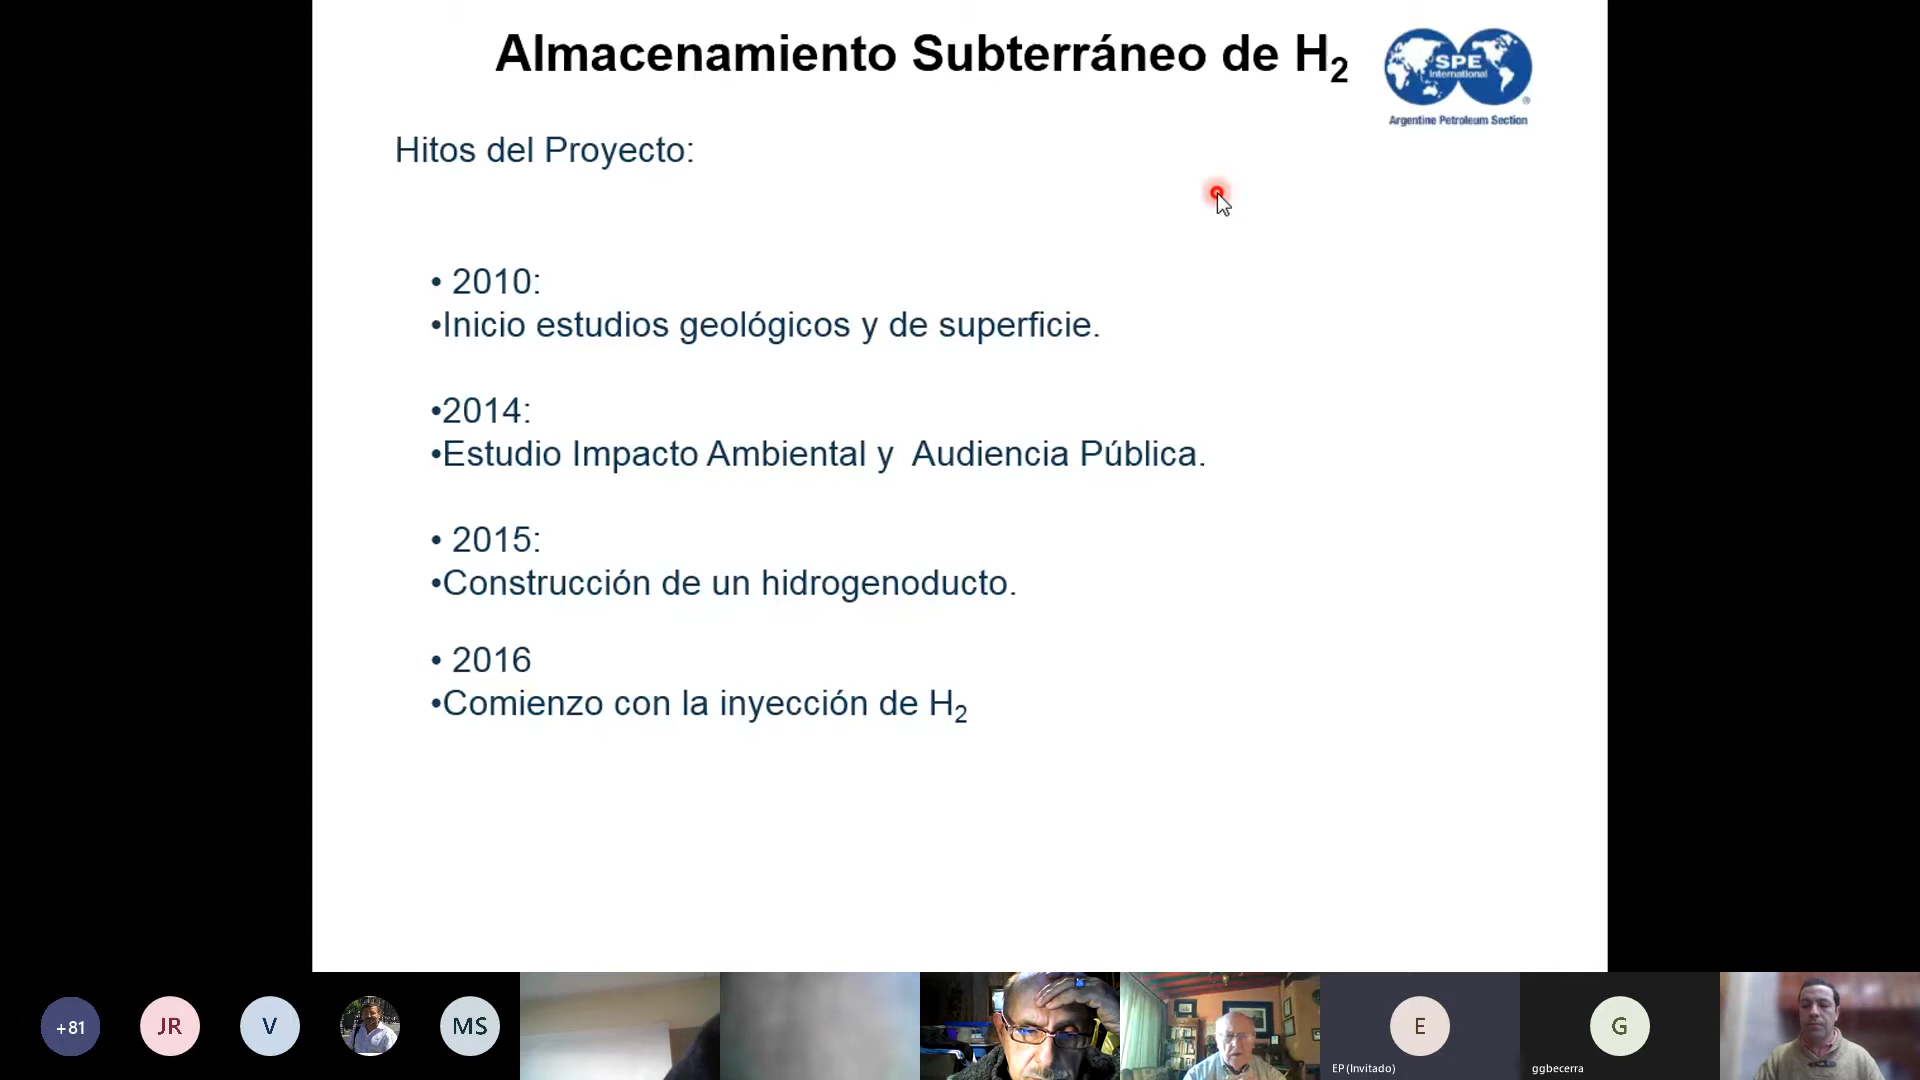 Almacenamiento Subterráneo de H₂
SPE
International
®
Argentine Petroleum Section
Hitos del Proyecto:
• 2010:
•Inicio estudios geológicos y de superficie.
•2014:
•Estudio Impacto Ambiental y  Audiencia Pública.
• 2015:
•Construcción de un hidrogenoducto.
• 2016
•Comienzo con la inyección de H₂
+81
JR
V
MS
E
G
EP (Invitado)
ggbecerra